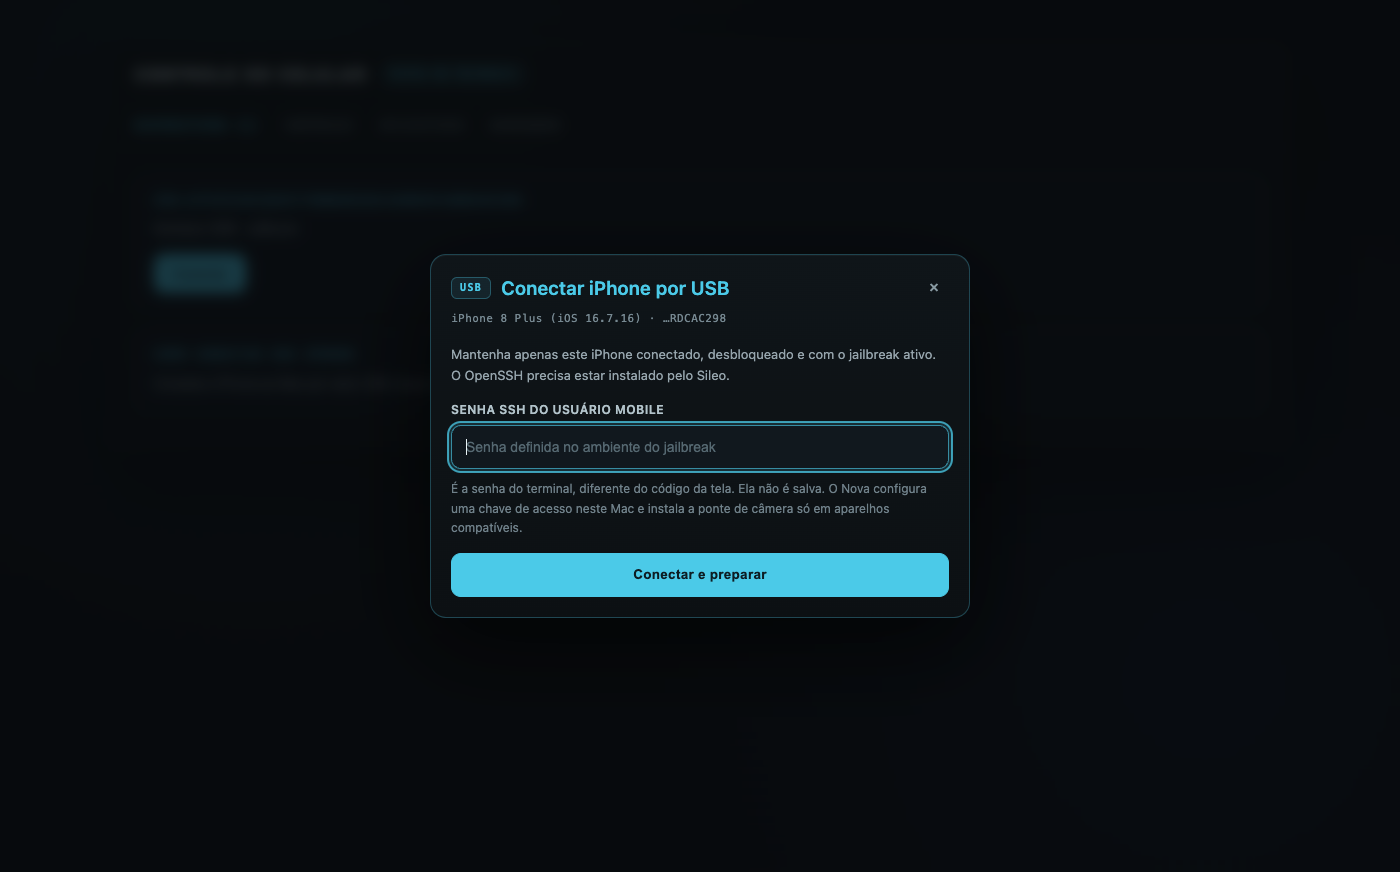 USB Conectar iPhone por USB ×
iPhone 8 Plus (iOS 16.7.16) · …RDCAC298
Mantenha apenas este iPhone conectado, desbloqueado e com o jailbreak ativo.
O OpenSSH precisa estar instalado pelo Sileo.
SENHA SSH DO USUÁRIO MOBILE
Senha definida no ambiente do jailbreak
É a senha do terminal, diferente do código da tela. Ela não é salva. O Nova configura
uma chave de acesso neste Mac e instala a ponte de câmera só em aparelhos
compatíveis.
Conectar e preparar